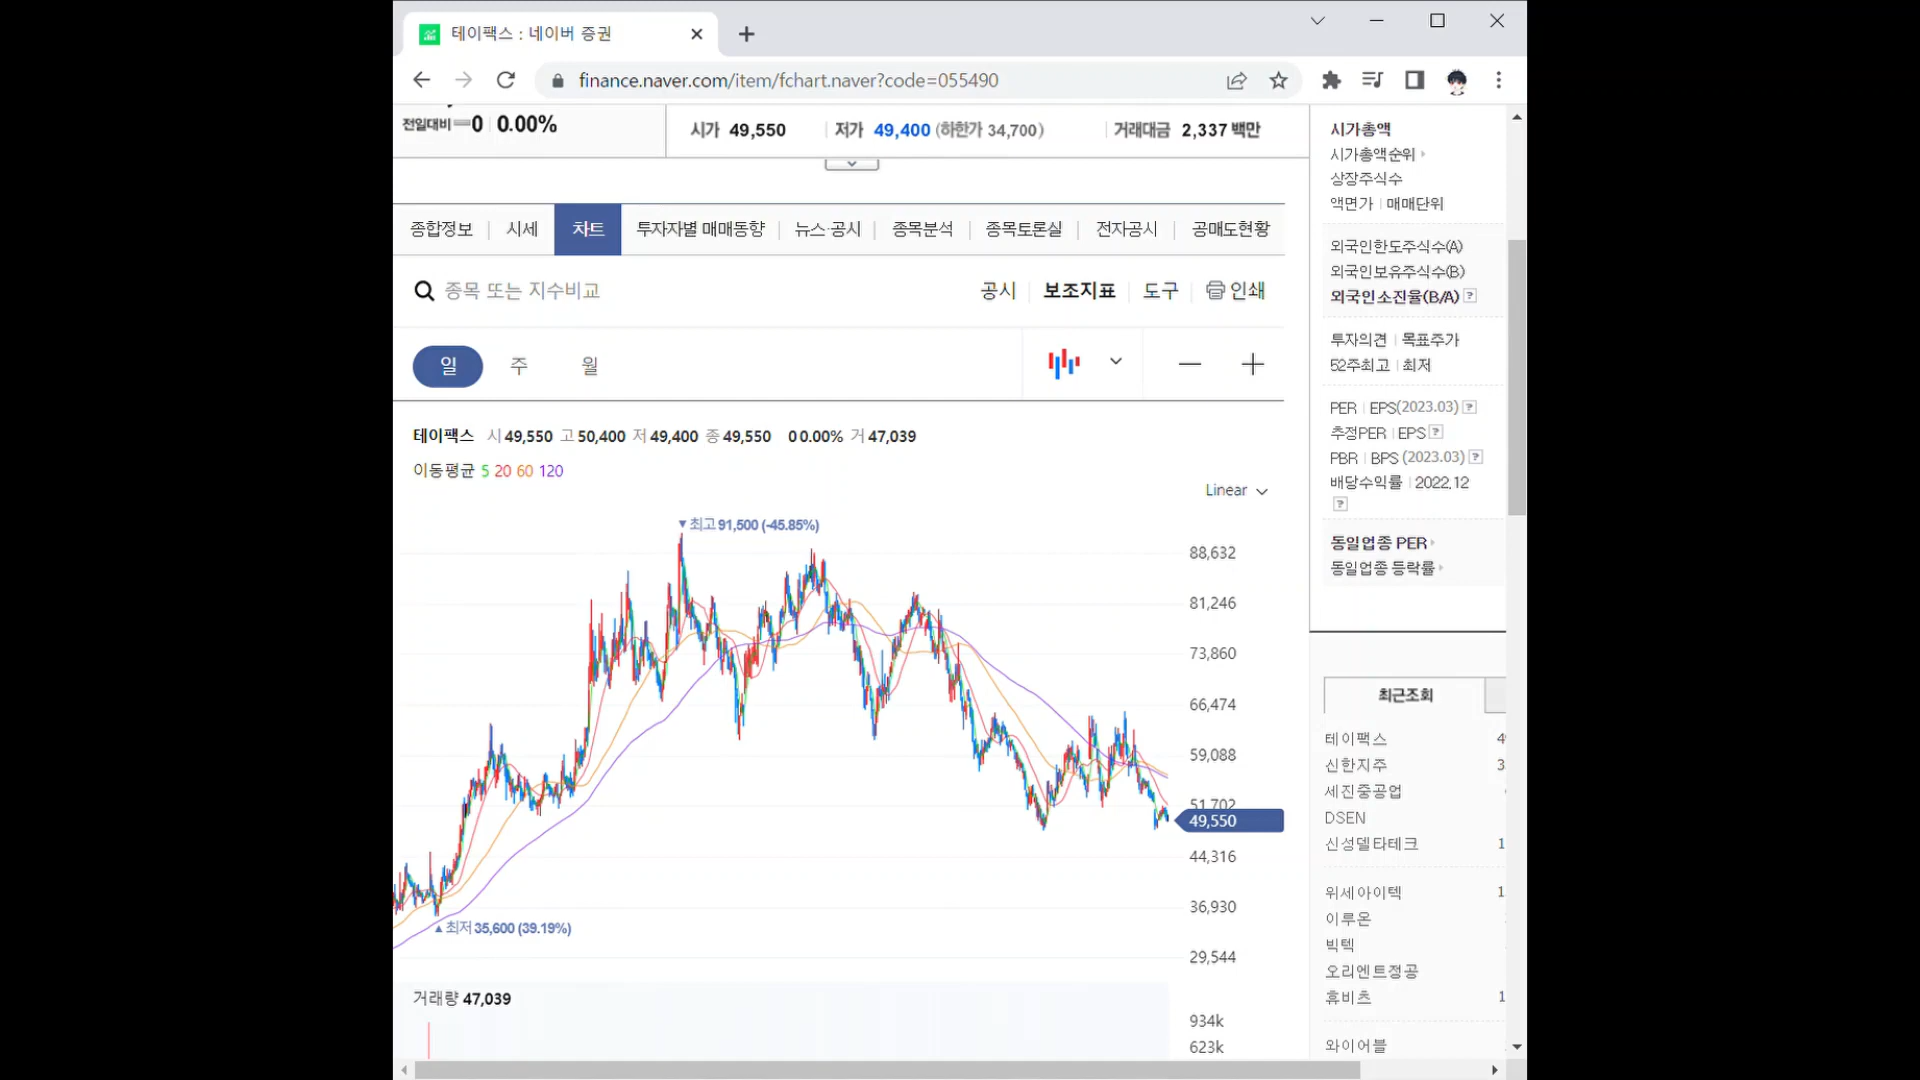 테이팩스 : 네이버 증권
finance.naver.com/item/fchart.naver?code=055490
전일대비 0 0.00%
시가 49,550 저가 49,400 (하한가 34,700) 거래대금 2,337 백만
종합정보 시세 차트 투자자별 매매동향 뉴스·공시 종목분석 종목토론실 전자공시 공매도현황
종목 또는 지수비교 공시 보조지표 도구 인쇄
일 주 월
테이팩스 시 49,550 고 50,400 저 49,400 종 49,550 0 0.00% 거 47,039
이동평균 5 20 60 120
Linear
▼최고 91,500 (-45.85%)
88,632
81,246
73,860
66,474
59,088
51,702
49,550
44,316
36,930
▲최저 35,600 (39.19%)
29,544
거래량 47,039
934k
623k
시가총액
시가총액순위
상장주식수
액면가 매매단위
외국인한도주식수(A)
외국인보유주식수(B)
외국인소진율(B/A) ?
투자의견 목표주가
52주최고 최저
PER EPS(2023.03) ?
추정PER EPS ?
PBR BPS (2023.03) ?
배당수익률 2022.12
?
동일업종 PER
동일업종 등락률
최근조회
테이팩스
신한지주 3
세진중공업
DSEN
신성델타테크 1
위세아이텍 1
이루온
빅텍
오리엔트정공
휴비츠 1
와이어블